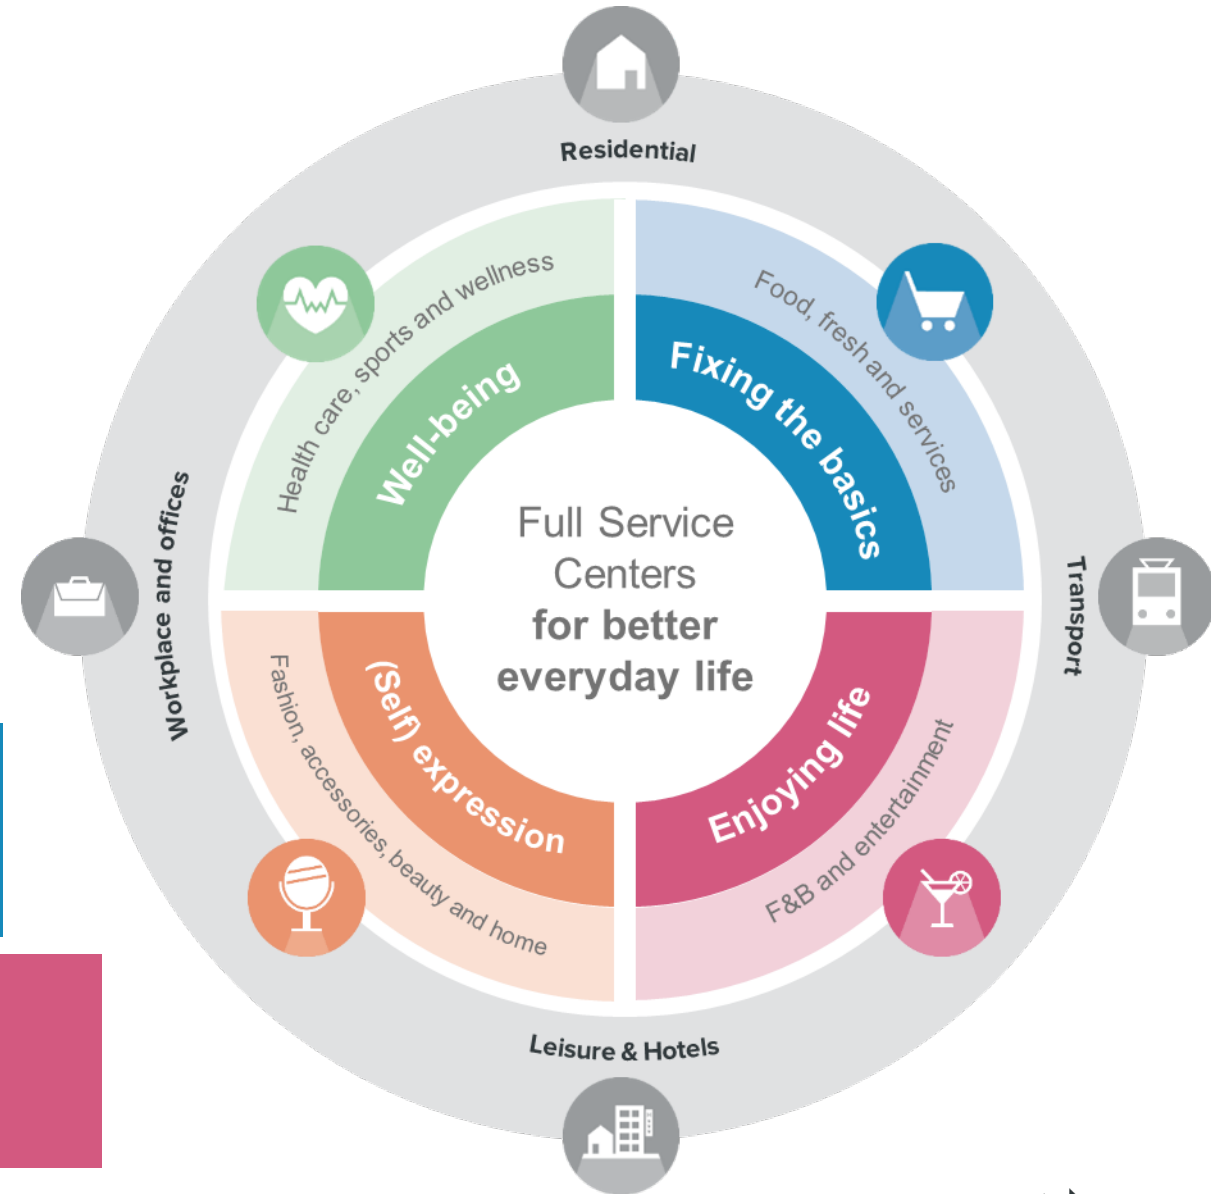 Residential
Health care, sports and wellness
Well-being
Food, fresh and services
Fixing the basics
Workplace and offices
Transport
Full Service
Centers
for better
everyday life
(Self) expression
Fashion, accessories, beauty and home
Enjoying life
F&B and entertainment
Leisure & Hotels